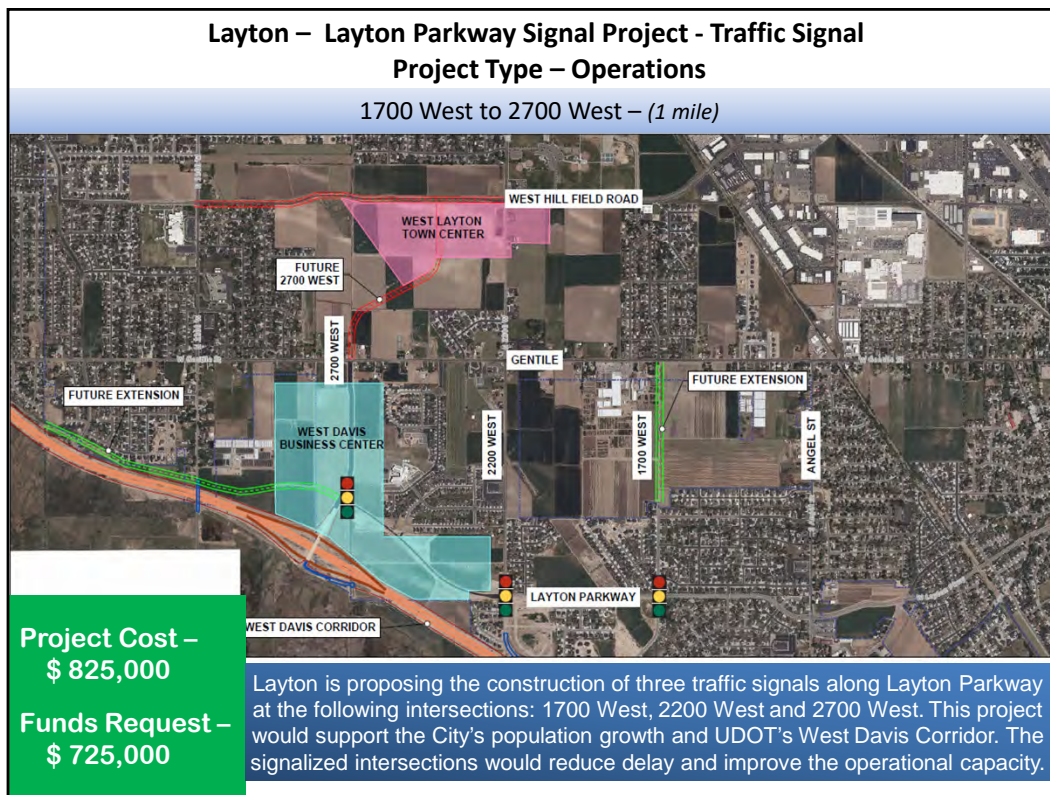 Layton – Layton Parkway Signal Project - Traffic Signal
Project Type – Operations
1700 West to 2700 West – (1 mile)
WEST HILL FIELD ROAD
WEST LAYTON
TOWN CENTER
FUTURE
2700 WEST
2700 WEST
GENTILE
FUTURE EXTENSION
FUTURE EXTENSION
WEST DAVIS
BUSINESS CENTER
2200 WEST
1700 WEST
ANGEL ST
LAYTON PARKWAY
WEST DAVIS CORRIDOR
Project Cost –
$ 825,000
Funds Request –
$ 725,000
Layton is proposing the construction of three traffic signals along Layton Parkway
at the following intersections: 1700 West, 2200 West and 2700 West. This project
would support the City’s population growth and UDOT’s West Davis Corridor. The
signalized intersections would reduce delay and improve the operational capacity.